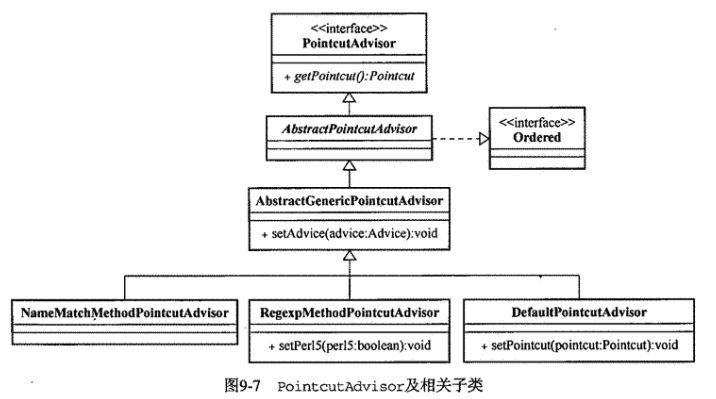 <<interface>>
PointcutAdvisor
+ getPointcut():Pointcut
AbstractPointcutAdvisor
<<interface>>
Ordered
AbstractGenericPointcutAdvisor
+ setAdvice(advice:Advice):void
NameMatchMethodPointcutAdvisor
RegexpMethodPointcutAdvisor
+ setPerl5(perl5:boolean):void
DefaultPointcutAdvisor
+ setPointcut(pointcut:Pointcut):void
图9-7 PointcutAdvisor及相关子类